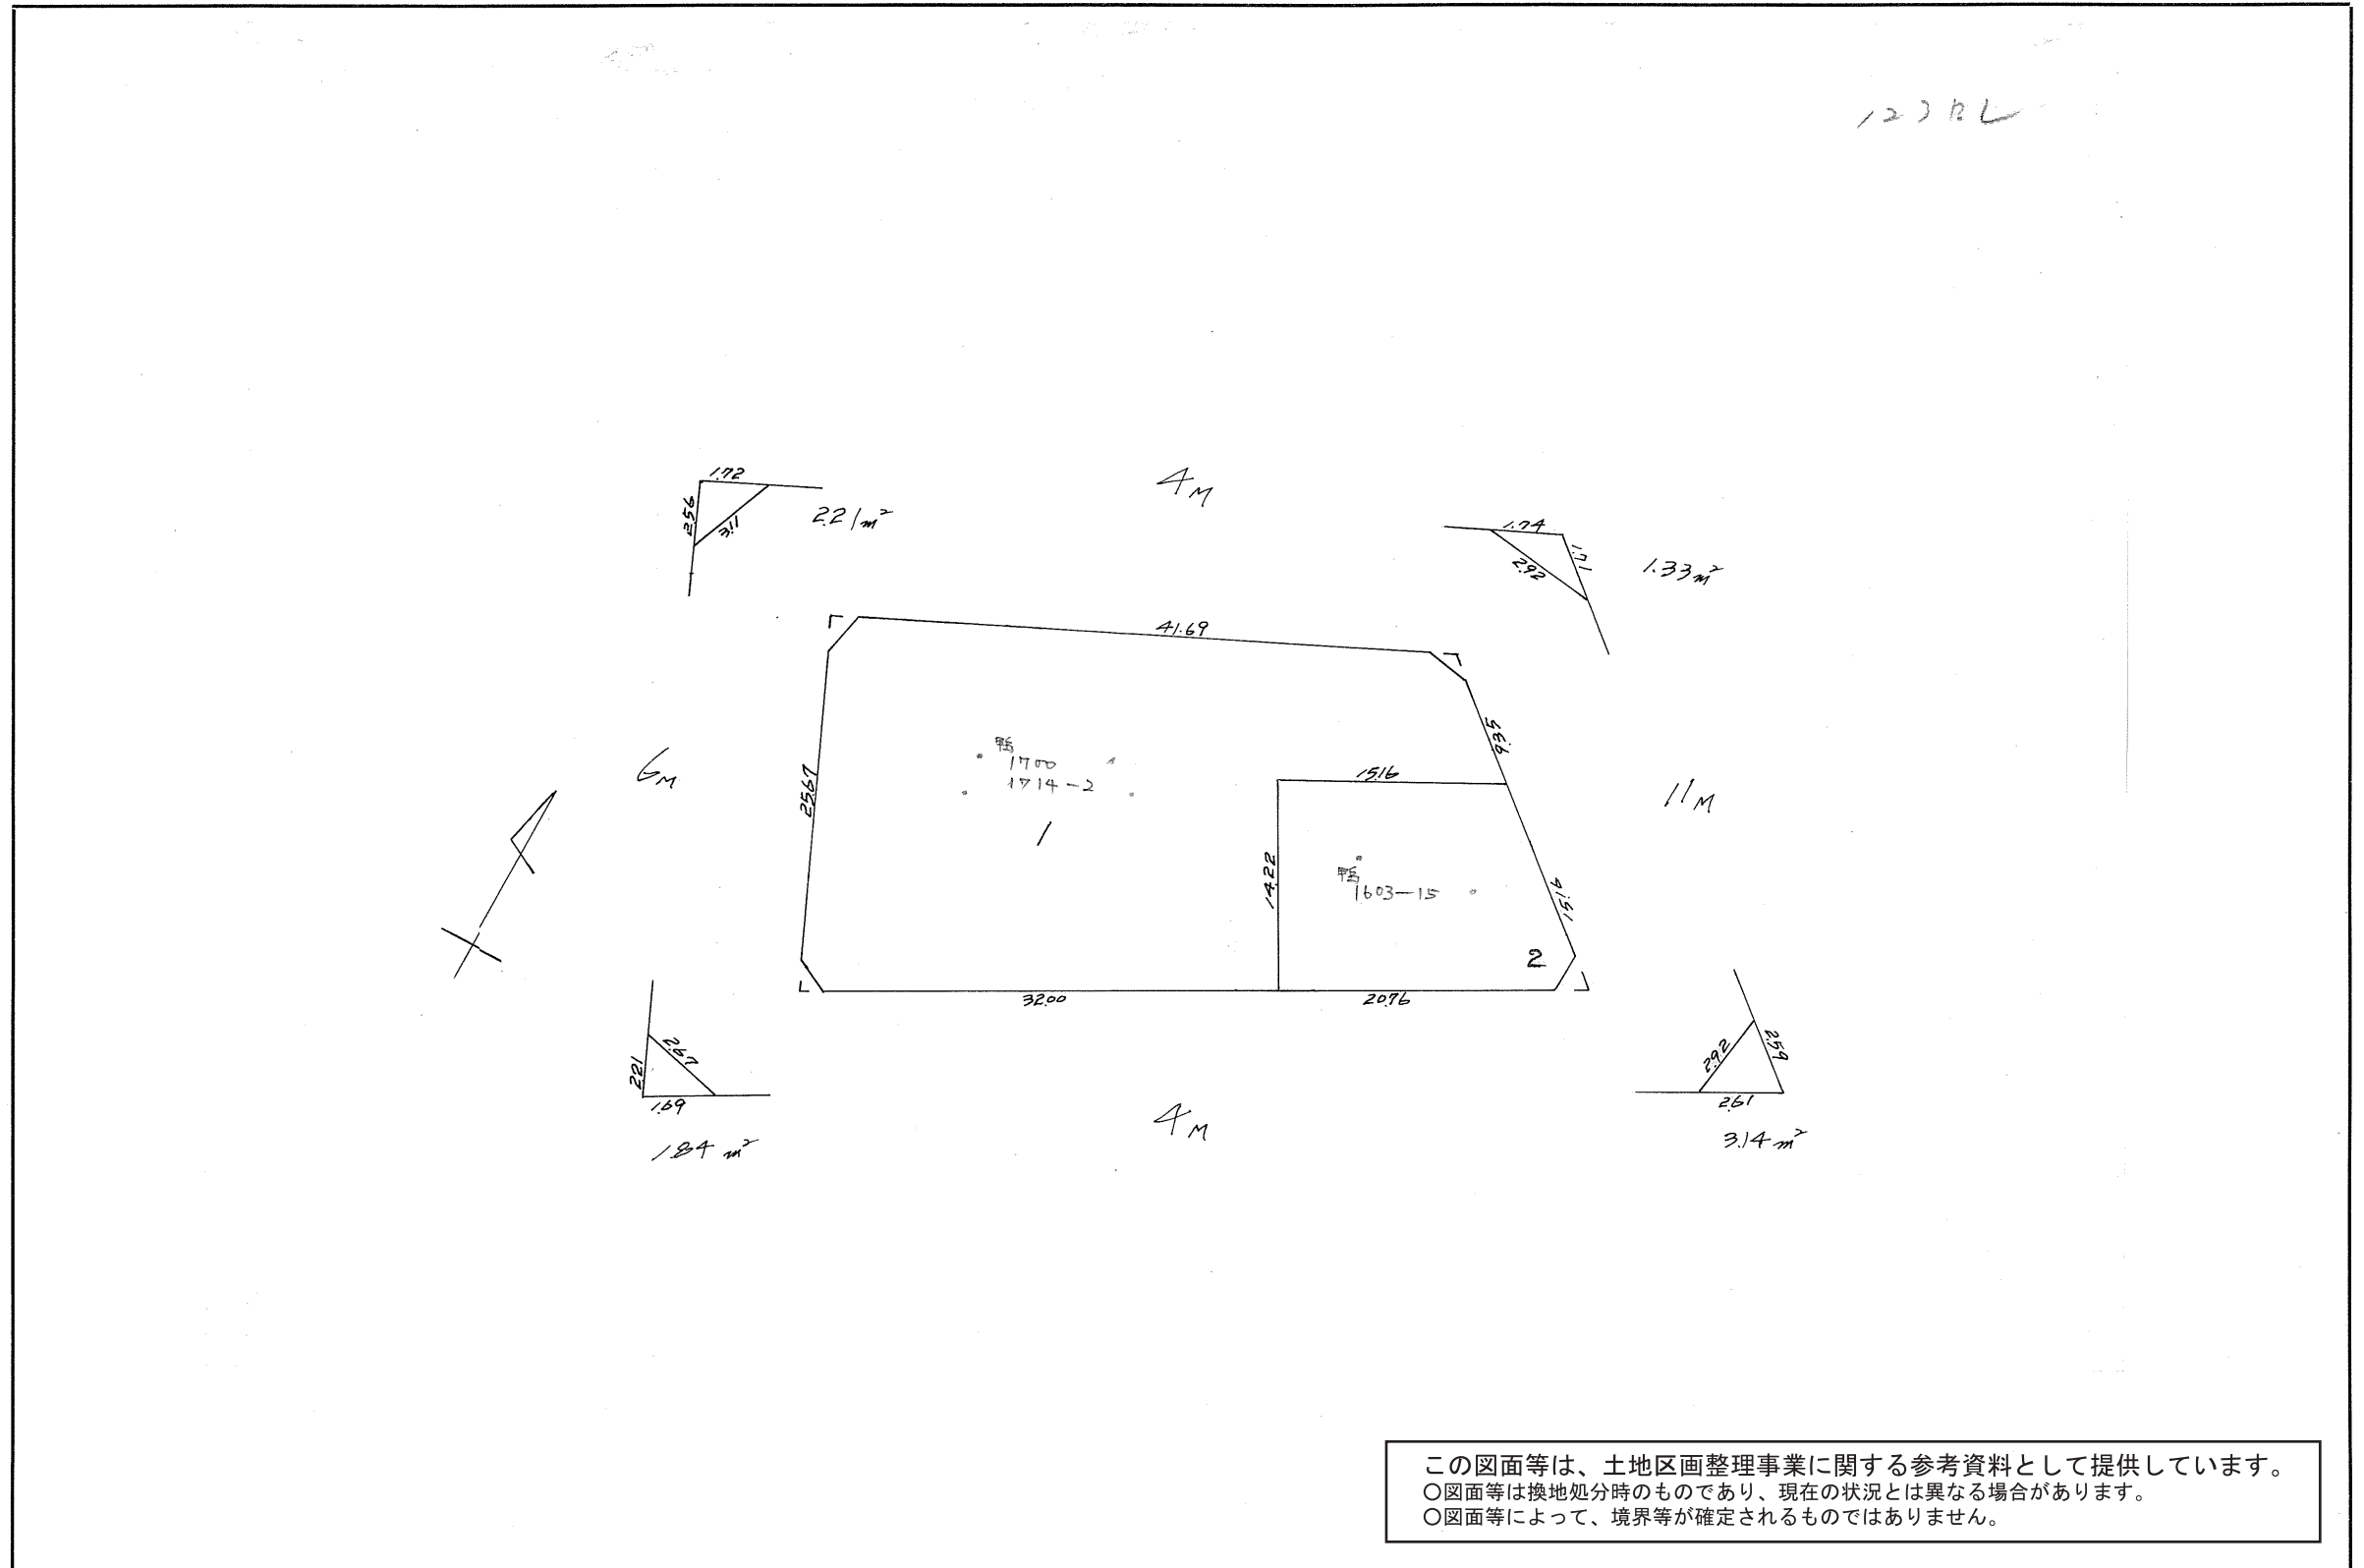 1.72
2.56
3.11
2.21m²
4M
1.74
1.71
2.92
1.33m²
41.69
9.35
鴨
1700
1714-2
1
6M
25.67
15.16
11M
14.22
鴨
1603-15
15.16
2
32.00
20.76
2.21
2.67
1.69
1.84m²
4M
2.92
2.59
2.61
3.14m²
この図面等は、土地区画整理事業に関する参考資料として提供しています。
○図面等は換地処分時のものであり、現在の状況とは異なる場合があります。
○図面等によって、境界等が確定されるものではありません。